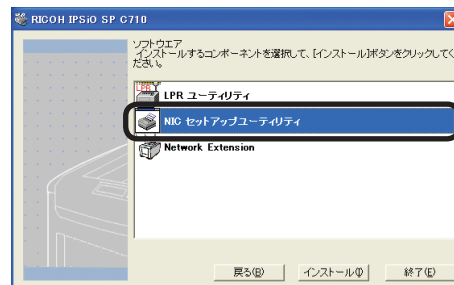 RICOH IPSiO SP C710
ソフトウエア
インストールするコンポーネントを選択して、[インストール]ボタンをクリックしてく
ださい。
LPR ユーティリティ
NIC セットアップユーティリティ
Network Extension
戻る(B) インストール(I) 終了(E)